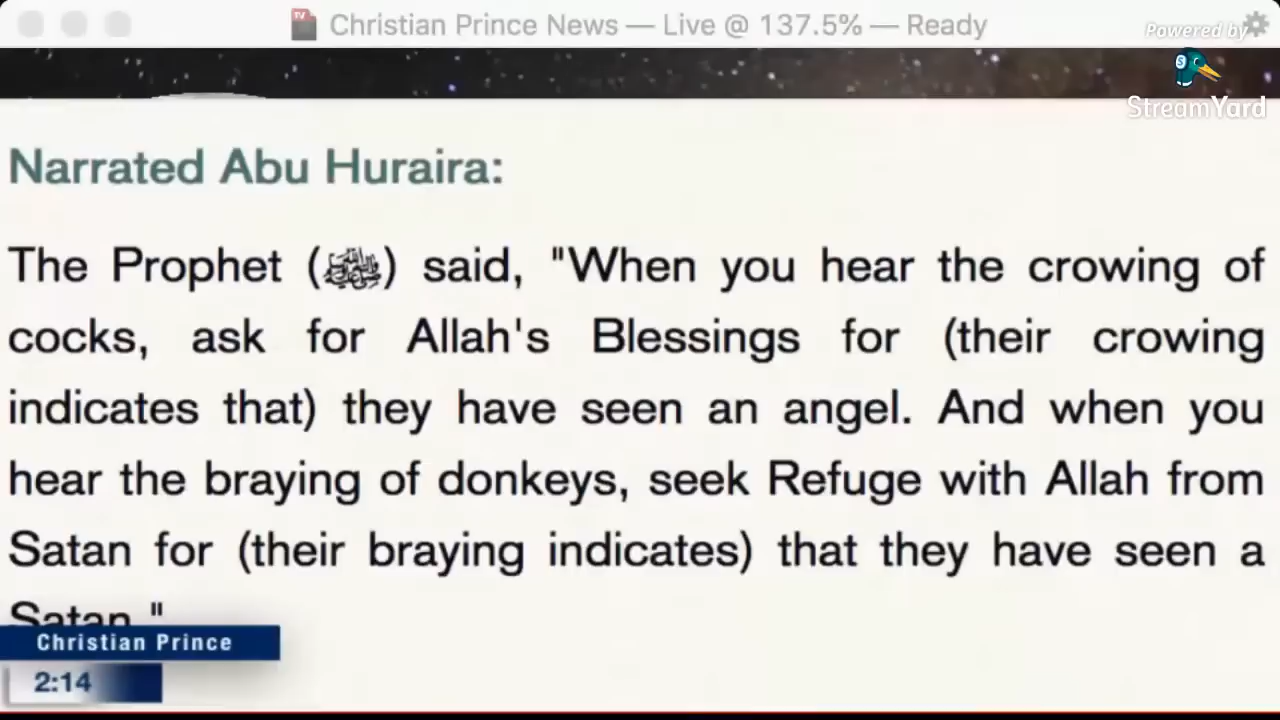 Christian Prince News — Live @ 137.5% — Ready
Powered by
StreamYard
Narrated Abu Huraira:
The Prophet (ﷺ) said, "When you hear the crowing of
cocks, ask for Allah's Blessings for (their crowing
indicates that) they have seen an angel. And when you
hear the braying of donkeys, seek Refuge with Allah from
Satan for (their braying indicates) that they have seen a
Satan."
Christian Prince
2:14